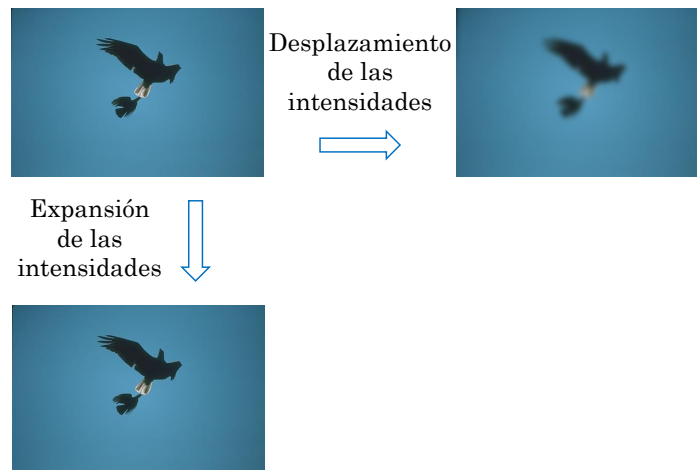 Desplazamiento
de las
intensidades
Expansión
de las
intensidades